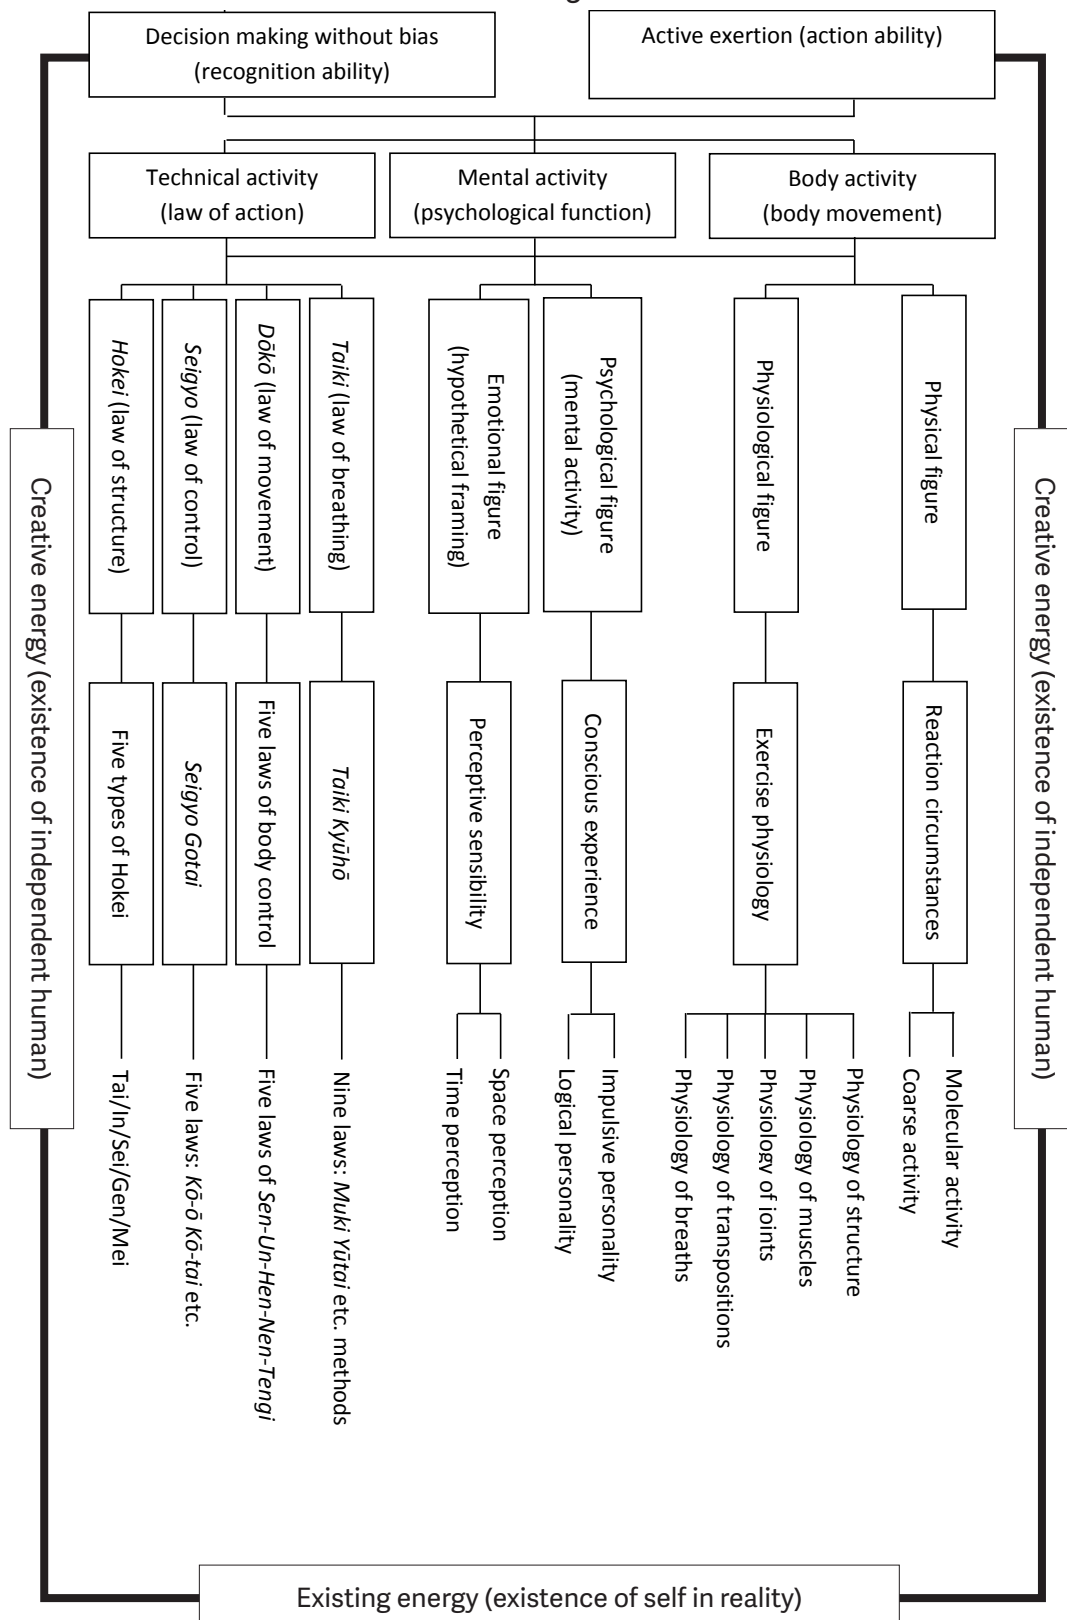 Decision making without bias
(recognition ability)
Active exertion (action ability)
Technical activity
(law of action)
Mental activity
(psychological function)
Body activity
(body movement)
Hokei (law of structure)
Seigyo (law of control)
Dōkō (law of movement)
Taiki (law of breathing)
Emotional figure
(hypothetical framing)
Psychological figure
(mental activity)
Physiological figure
Physical figure
Five types of Hokei
Seigyo Gotai
Five laws of body control
Taiki Kyūhō
Perceptive sensibility
Conscious experience
Exercise physiology
Reaction circumstances
Tai/In/Sei/Gen/Mei
Five laws: Kō-ō Kō-tai etc.
Five laws of Sen-Un-Hen-Nen-Tengi
Nine laws: Muki Yūtai etc. methods
Time perception
Space perception
Logical personality
Impulsive personality
Physiology of breaths
Physiology of transpositions
Physiology of joints
Physiology of muscles
Physiology of structure
Coarse activity
Molecular activity
Creative energy (existence of independent human)
Creative energy (existence of independent human)
Existing energy (existence of self in reality)